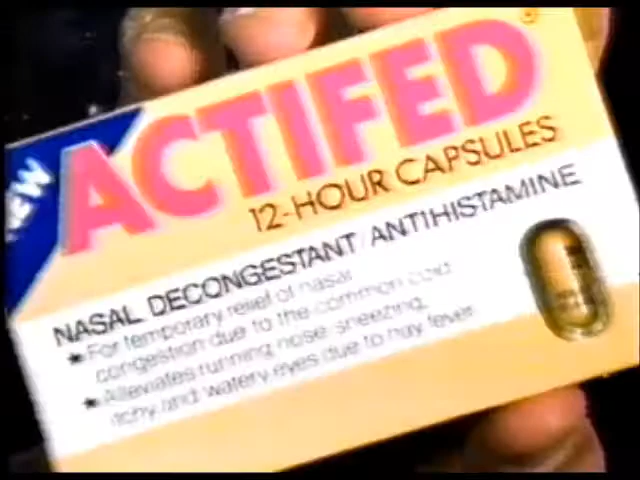 NEW
ACTIFED®
12-HOUR CAPSULES
NASAL DECONGESTANT/ANTIHISTAMINE
★ For temporary relief of nasal
congestion due to the common cold.
★ Alleviates running nose, sneezing,
itchy and watery eyes due to hay fever.